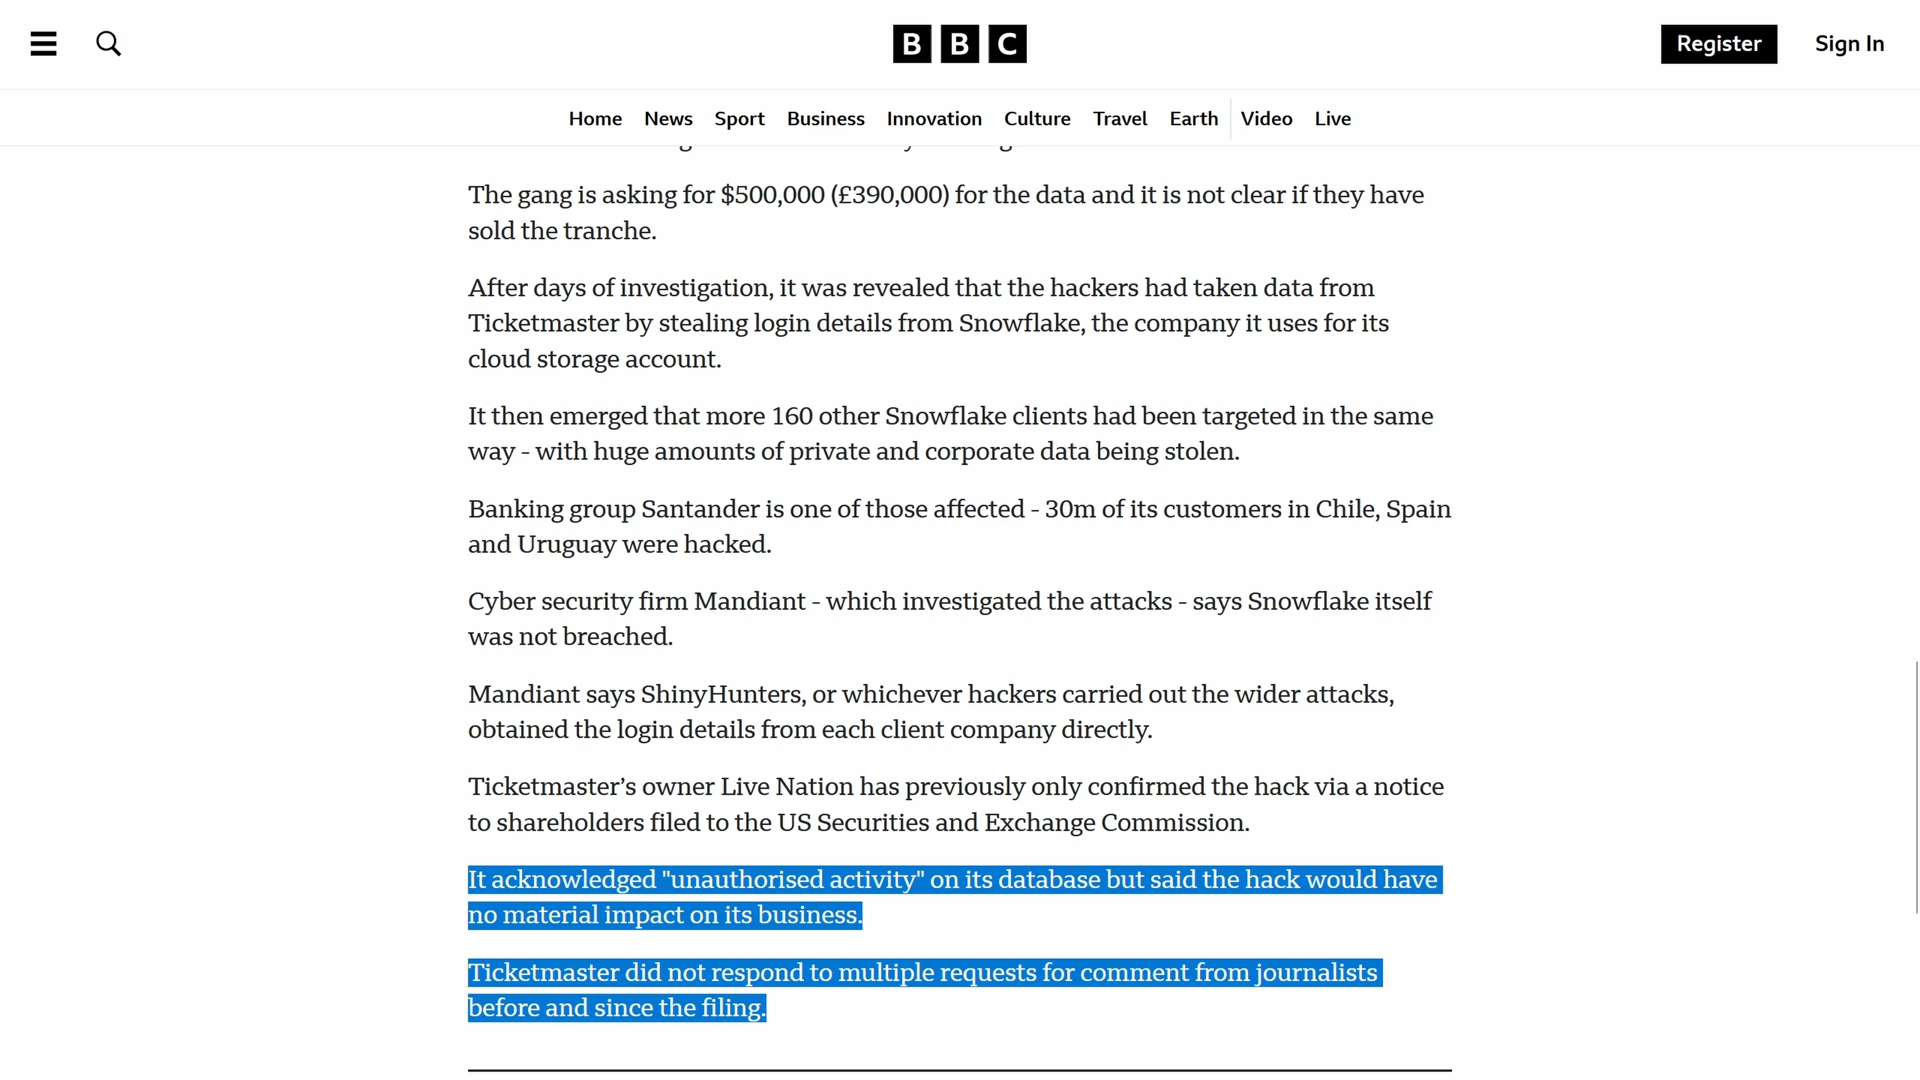 BBC
Register
Sign In
Home
News
Sport
Business
Innovation
Culture
Travel
Earth
Video
Live
The gang is asking for $500,000 (£390,000) for the data and it is not clear if they have
sold the tranche.
After days of investigation, it was revealed that the hackers had taken data from
Ticketmaster by stealing login details from Snowflake, the company it uses for its
cloud storage account.
It then emerged that more 160 other Snowflake clients had been targeted in the same
way - with huge amounts of private and corporate data being stolen.
Banking group Santander is one of those affected - 30m of its customers in Chile, Spain
and Uruguay were hacked.
Cyber security firm Mandiant - which investigated the attacks - says Snowflake itself
was not breached.
Mandiant says ShinyHunters, or whichever hackers carried out the wider attacks,
obtained the login details from each client company directly.
Ticketmaster’s owner Live Nation has previously only confirmed the hack via a notice
to shareholders filed to the US Securities and Exchange Commission.
It acknowledged "unauthorised activity" on its database but said the hack would have
no material impact on its business.
Ticketmaster did not respond to multiple requests for comment from journalists
before and since the filing.